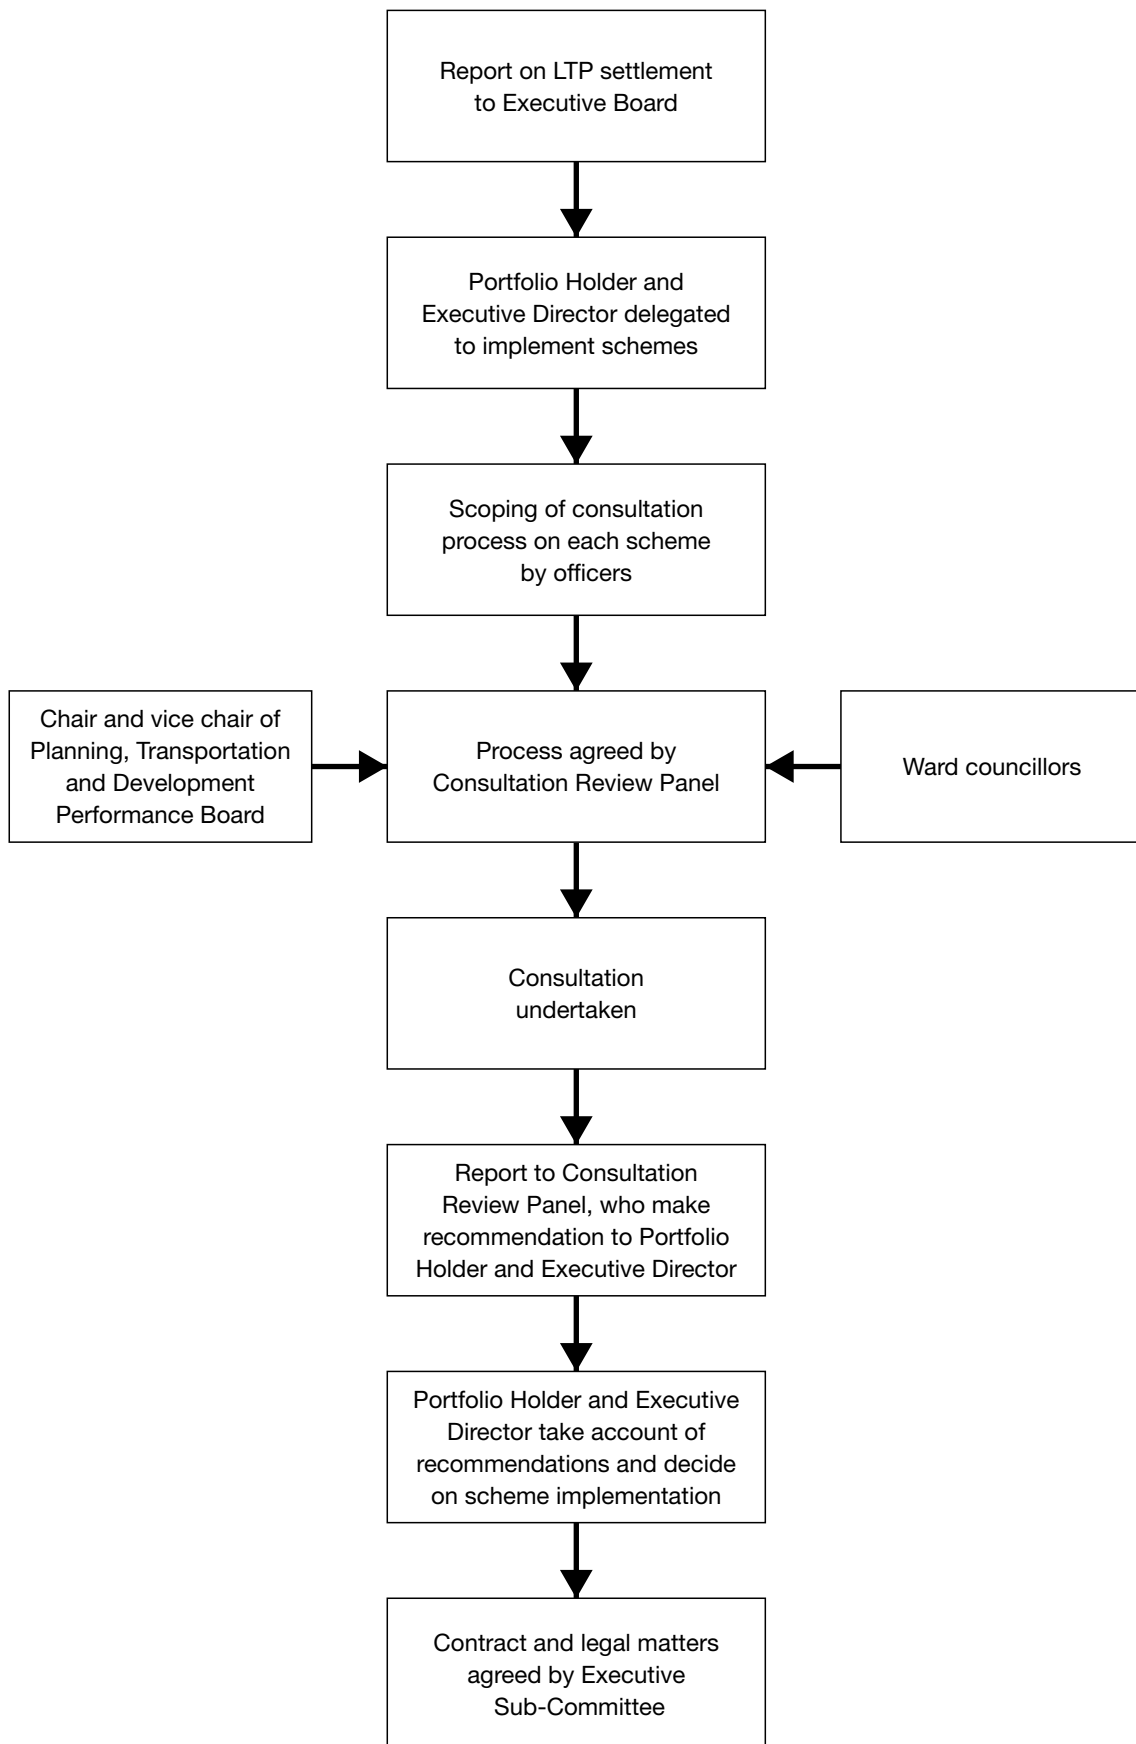 Report on LTP settlement
to Executive Board
Portfolio Holder and
Executive Director delegated
to implement schemes
Scoping of consultation
process on each scheme
by officers
Chair and vice chair of
Planning, Transportation
and Development
Performance Board
Process agreed by
Consultation Review Panel
Ward councillors
Consultation
undertaken
Report to Consultation
Review Panel, who make
recommendation to Portfolio
Holder and Executive Director
Portfolio Holder and Executive
Director take account of
recommendations and decide
on scheme implementation
Contract and legal matters
agreed by Executive
Sub-Committee